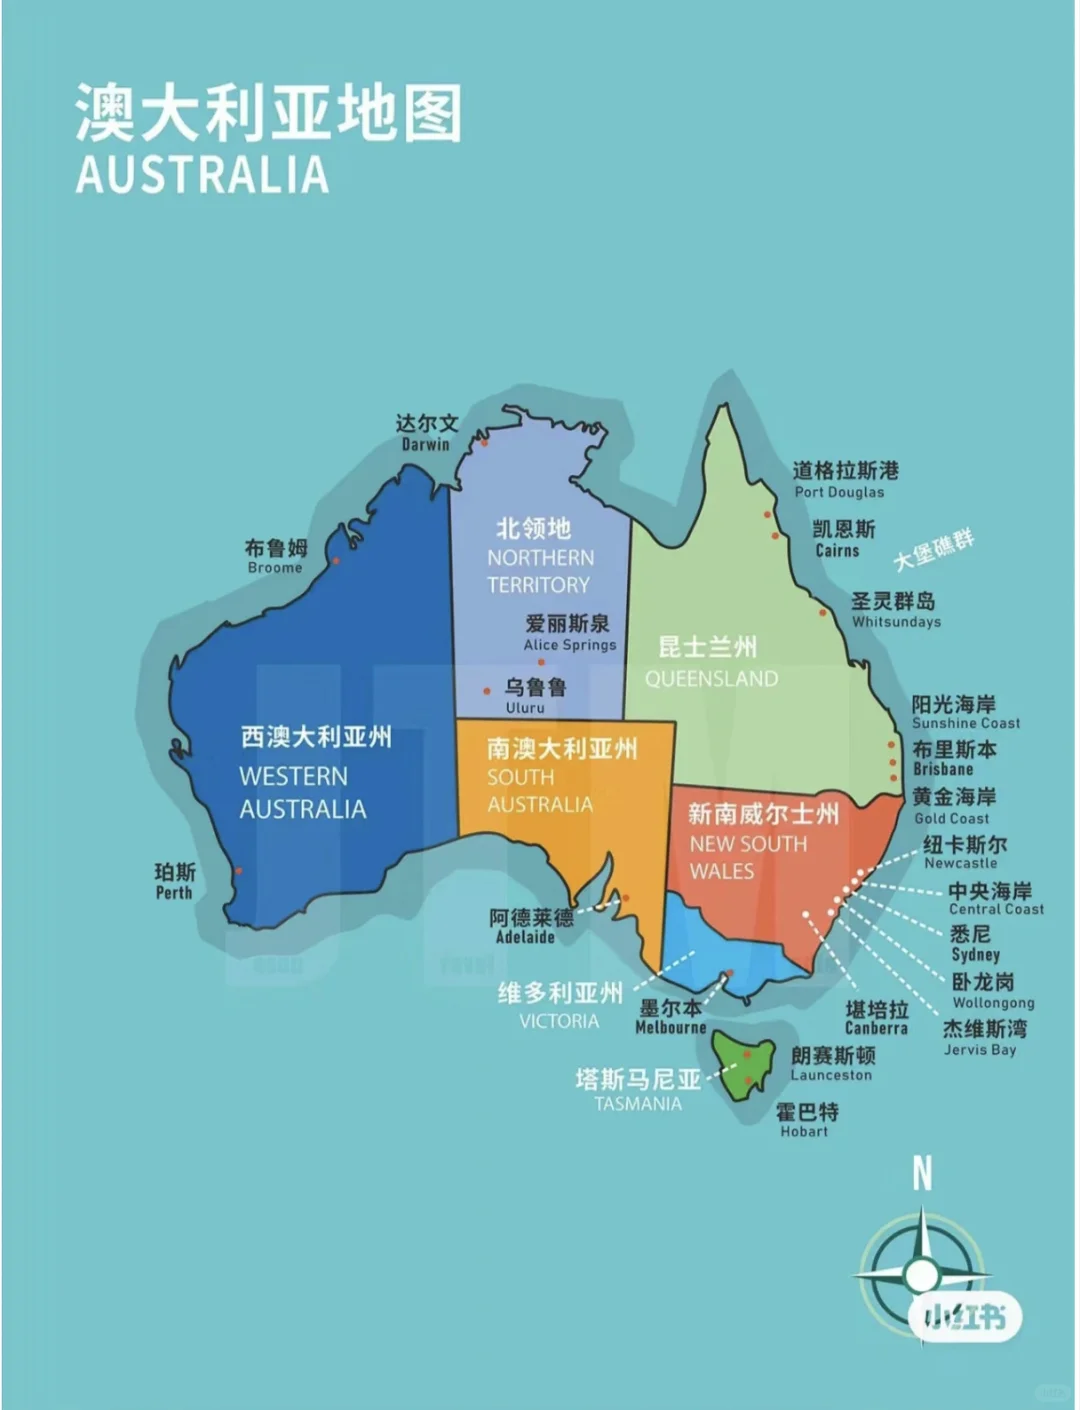 澳大利亚地图
AUSTRALIA
达尔文
Darwin
道格拉斯港
Port Douglas
北领地
NORTHERN
TERRITORY
凯恩斯
Cairns
大堡礁群
布鲁姆
Broome
圣灵群岛
Whitsundays
爱丽斯泉
Alice Springs
昆士兰州
QUEENSLAND
乌鲁鲁
Uluru
阳光海岸
Sunshine Coast
西澳大利亚州
WESTERN
AUSTRALIA
南澳大利亚州
SOUTH
AUSTRALIA
布里斯本
Brisbane
黄金海岸
Gold Coast
新南威尔士州
NEW SOUTH
WALES
纽卡斯尔
Newcastle
珀斯
Perth
中央海岸
Central Coast
阿德莱德
Adelaide
悉尼
Sydney
维多利亚州
VICTORIA
卧龙岗
Wollongong
墨尔本
Melbourne
堪培拉
Canberra
杰维斯湾
Jervis Bay
朗赛斯顿
Launceston
塔斯马尼亚
TASMANIA
霍巴特
Hobart
N
小红书